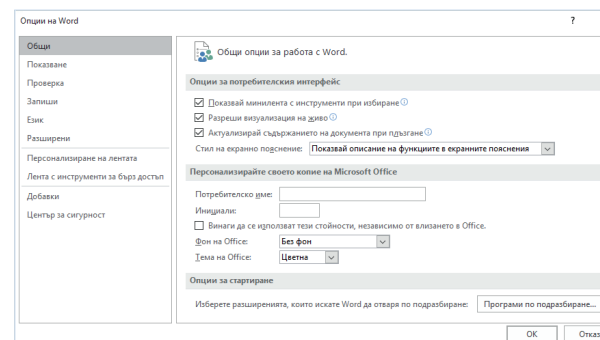 Опции на Word
?
Общи
Показване
Проверка
Запиши
Език
Разширени
Персонализиране на лентата
Лента с инструменти за бърз достъп
Добавки
Център за сигурност
Общи опции за работа с Word.
Опции за потребителския интерфейс
Показвай минилента с инструменти при избиране
Разреши визуализация на живо
Актуализирай съдържанието на документа при плъзгане
Стил на екранно пояснение: Показвай описание на функциите в екранните пояснения
Персонализирайте своето копие на Microsoft Office
Потребителско име:
Инициали:
Винаги да се използват тези стойности, независимо от влизането в Office.
Фон на Office: Без фон
Тема на Office: Цветна
Опции за стартиране
Изберете разширенията, които искате Word да отваря по подразбиране: Програми по подразбиране...
OK Отказ